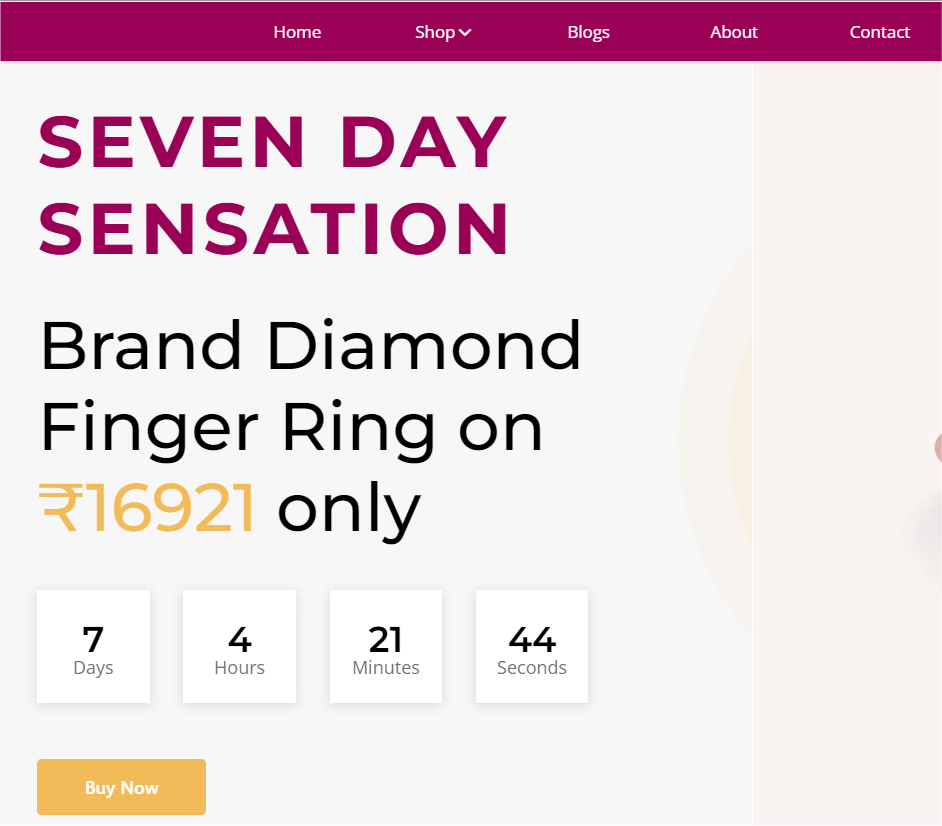 Home Shop Blogs About Contact
SEVEN DAY
SENSATION
Brand Diamond
Finger Ring on
₹16921 only
7 4 21 44
Days Hours Minutes Seconds
Buy Now